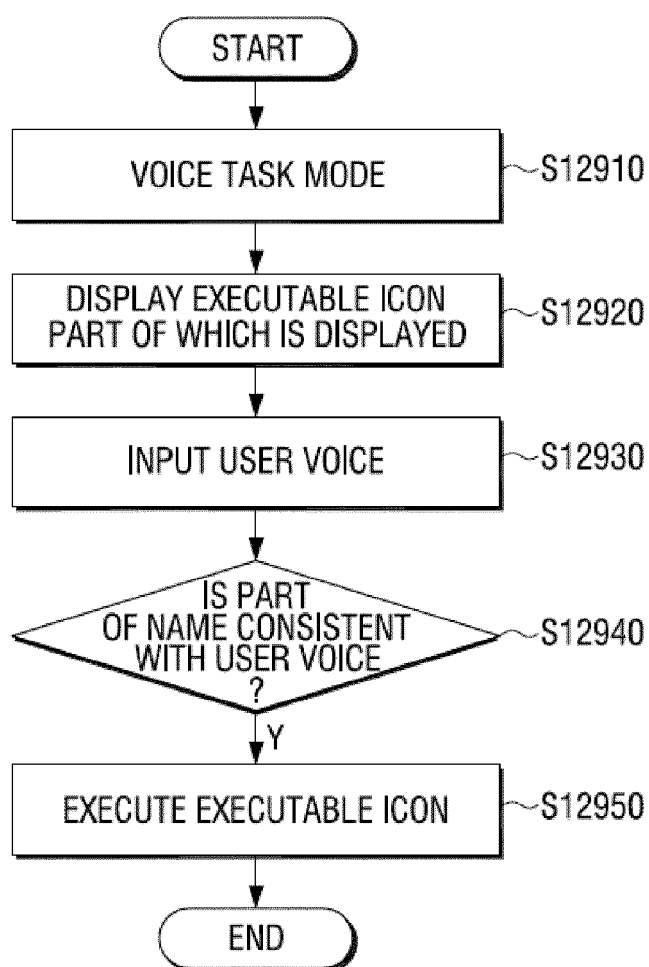 START
VOICE TASK MODE
S12910
DISPLAY EXECUTABLE ICON
PART OF WHICH IS DISPLAYED
S12920
INPUT USER VOICE
S12930
IS PART
OF NAME CONSISTENT
WITH USER VOICE
?
S12940
Y
EXECUTE EXECUTABLE ICON
S12950
END